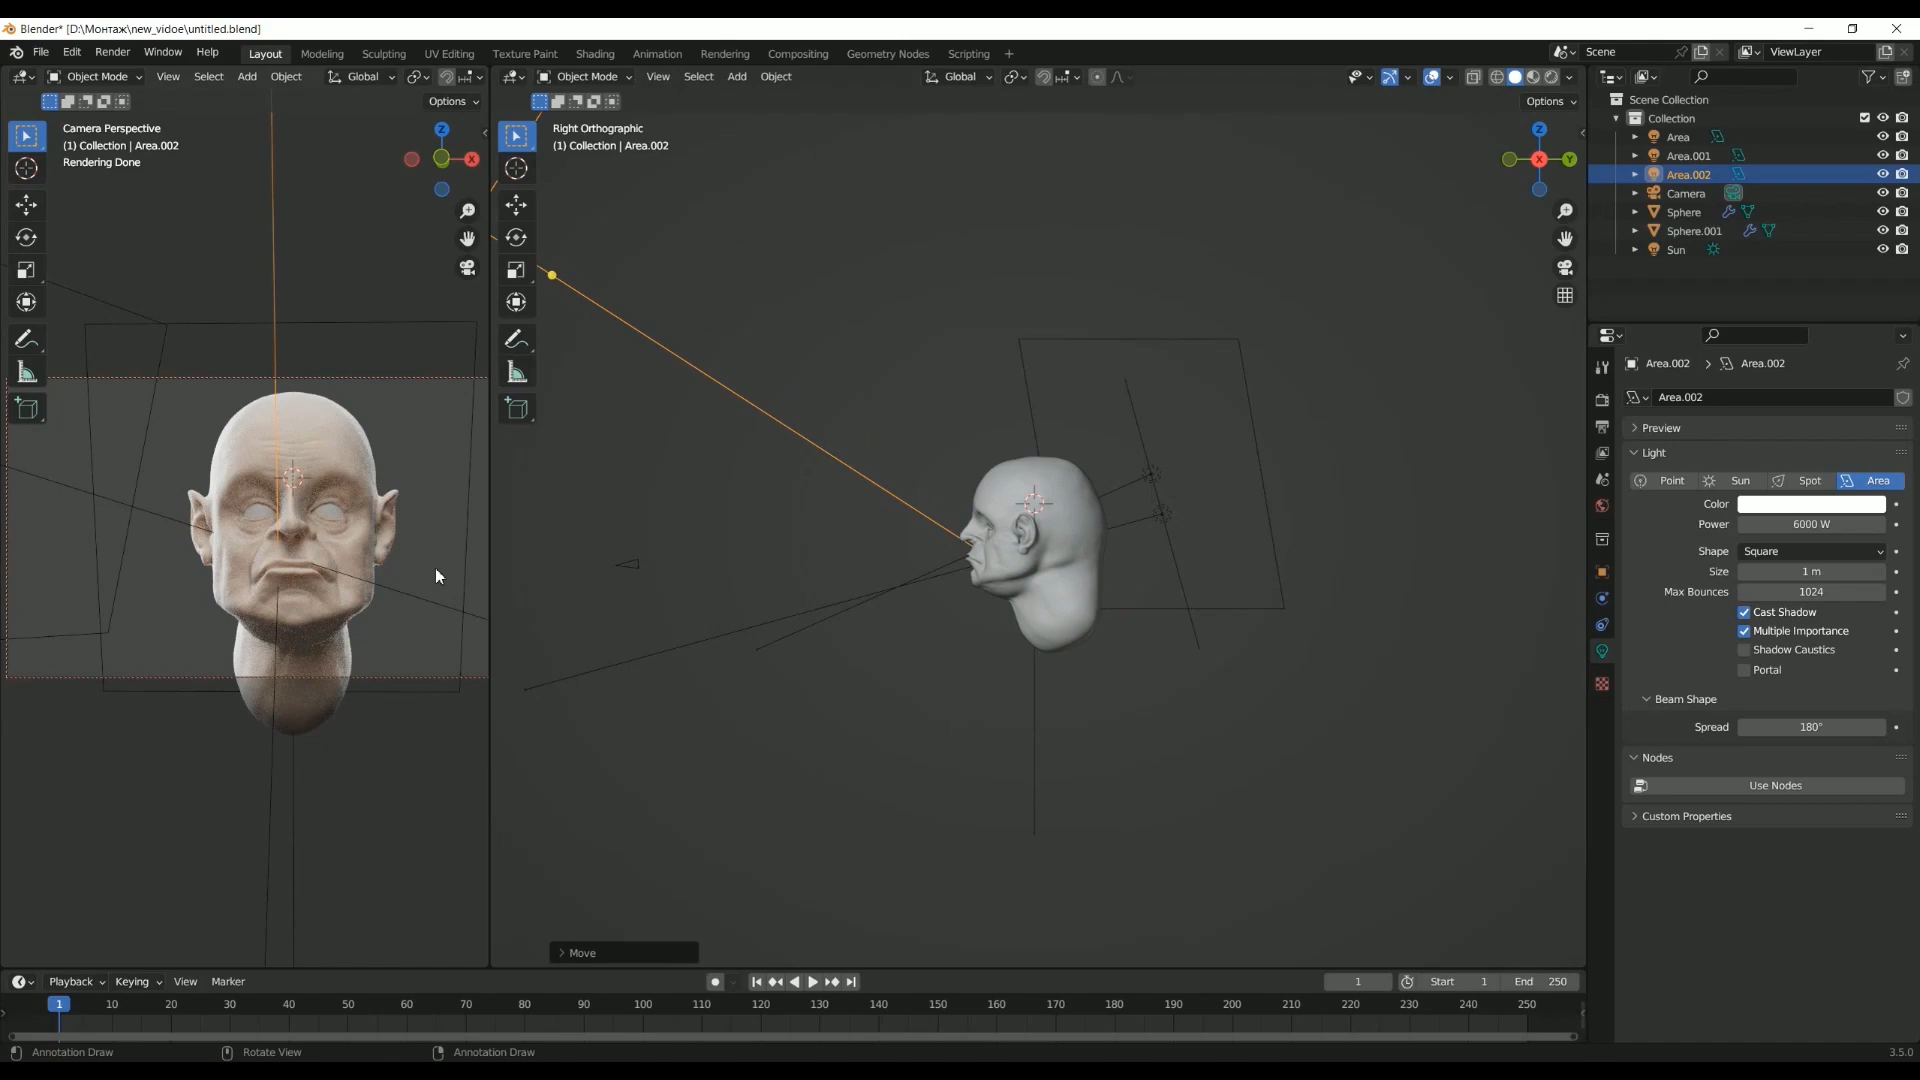 Blender* [D:\Монтаж\new_vidoe\untitled.blend]
File Edit Render Window Help Layout Modeling Sculpting UV Editing Texture Paint Shading Animation Rendering Compositing Geometry Nodes Scripting + Scene ViewLayer
Object Mode View Select Add Object Global Object Mode View Select Add Object Global
Options Options
Camera Perspective
(1) Collection | Area.002
Rendering Done
Z
X
Right Orthographic
(1) Collection | Area.002
Z
X
Y
Scene Collection
Collection
Area
Area.001
Area.002
Camera
Sphere
Sphere.001
Sun
Area.002 > Area.002
Area.002
Preview
Light
Point Sun Spot Area
Color
Power 6000 W
Shape Square
Size 1 m
Max Bounces 1024
Cast Shadow
Multiple Importance
Shadow Caustics
Portal
Beam Shape
Spread 180°
Nodes
Use Nodes
Custom Properties
Move
Playback Keying View Marker 1 Start 1 End 250
1 10 20 30 40 50 60 70 80 90 100 110 120 130 140 150 160 170 180 190 200 210 220 230 240 250
Annotation Draw Rotate View Annotation Draw 3.5.0